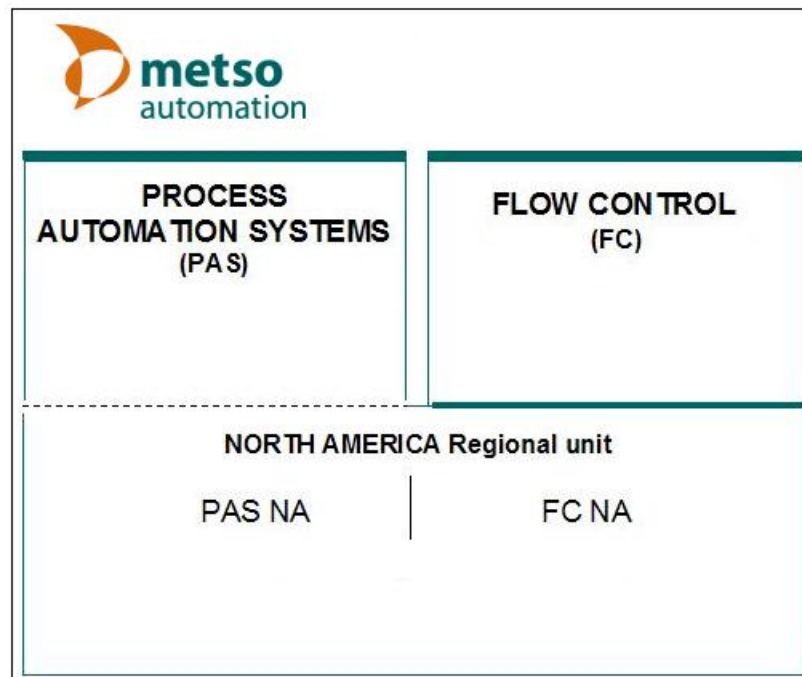 metso
automation
PROCESS
AUTOMATION SYSTEMS
(PAS)
FLOW CONTROL
(FC)
NORTH AMERICA Regional unit
PAS NA
FC NA